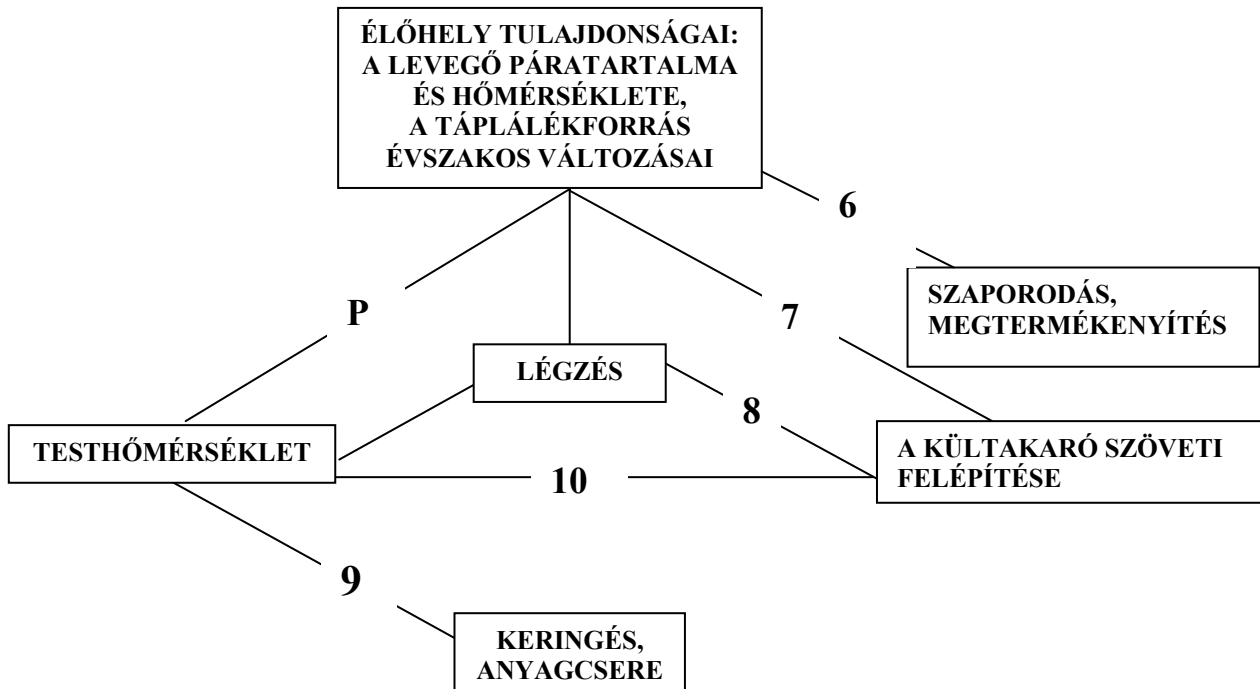 ÉLŐHELY TULAJDONSÁGAI:
A LEVEGŐ PÁRATARTALMA
ÉS HŐMÉRSÉKLETE,
A TÁPLÁLÉKFORRÁS
ÉVSZAKOS VÁLTOZÁSAI
6
SZAPORODÁS,
MEGTERMÉKENYÍTÉS
P
7
LÉGZÉS
8
TESTHŐMÉRSÉKLET
10
A KÜLTAKARÓ SZÖVETI
FELÉPÍTÉSE
9
KERINGÉS,
ANYAGCSERE